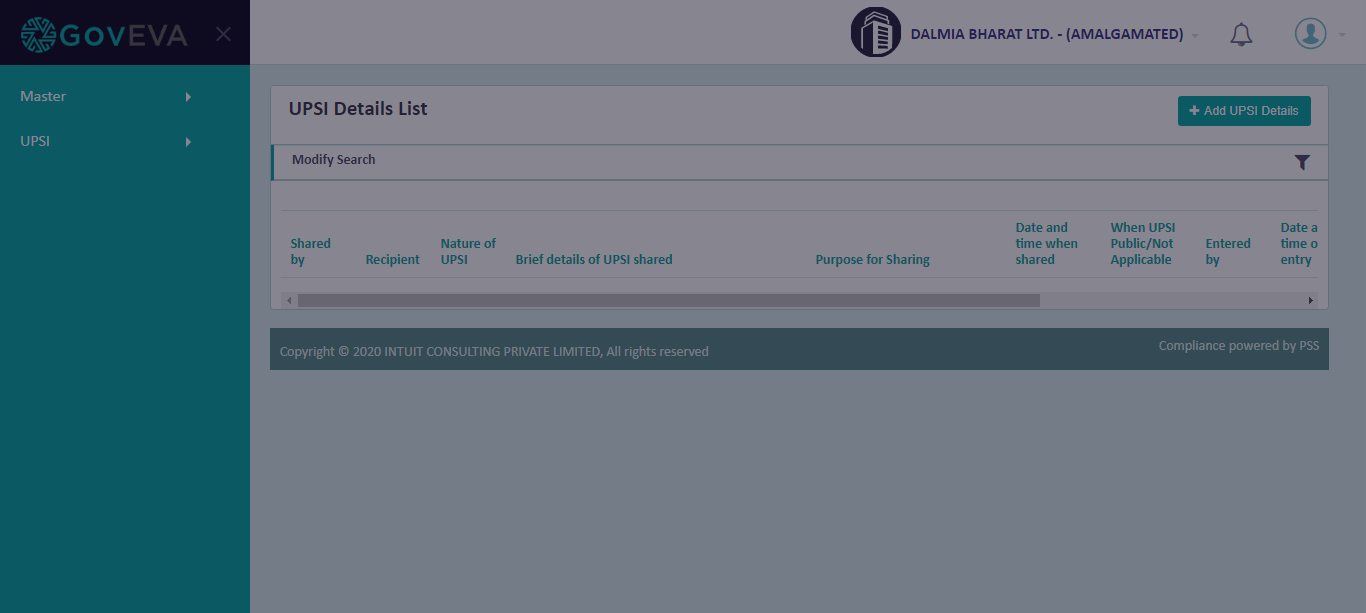 GOVEVA
DALMIA BHARAT LTD. - (AMALGAMATED)
Master
UPSI
UPSI Details List
Add UPSI Details
Modify Search
Shared by
Recipient
Nature of UPSI
Brief details of UPSI shared
Purpose for Sharing
Date and time when shared
When UPSI Public/Not Applicable
Entered by
Date a
time o
entry
Copyright © 2020 INTUIT CONSULTING PRIVATE LIMITED, All rights reserved
Compliance powered by PSS